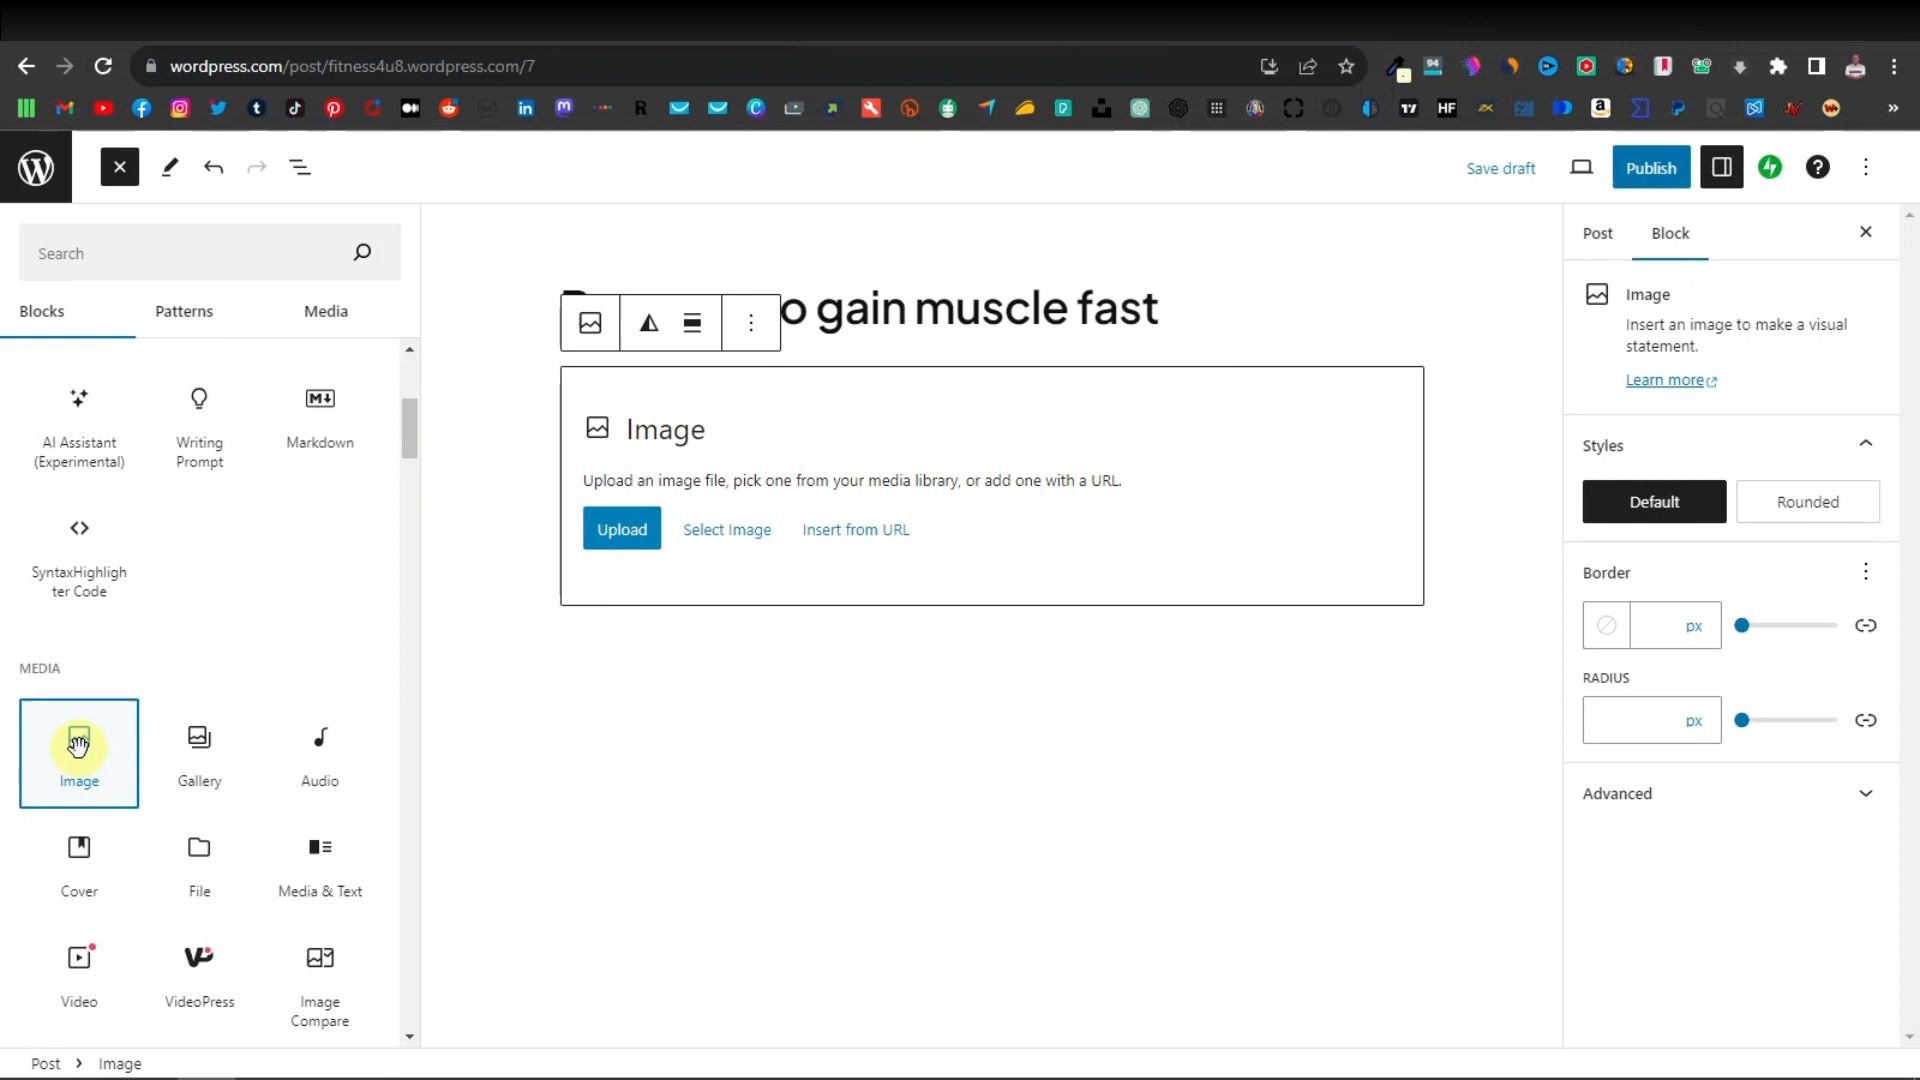 wordpress.com/post/fitness4u8.wordpress.com/7
94
HF
Save draft
Publish
Search
Blocks
Patterns
Media
AI Assistant
(Experimental)
Writing
Prompt
Markdown
SyntaxHighligh
ter Code
MEDIA
Image
Gallery
Audio
Cover
File
Media & Text
Video
VideoPress
Image
Compare
o gain muscle fast
Image
Upload an image file, pick one from your media library, or add one with a URL.
Upload
Select Image
Insert from URL
Post
Block
Image
Insert an image to make a visual
statement.
Learn more
Styles
Default
Rounded
Border
px
RADIUS
px
Advanced
Post
Image